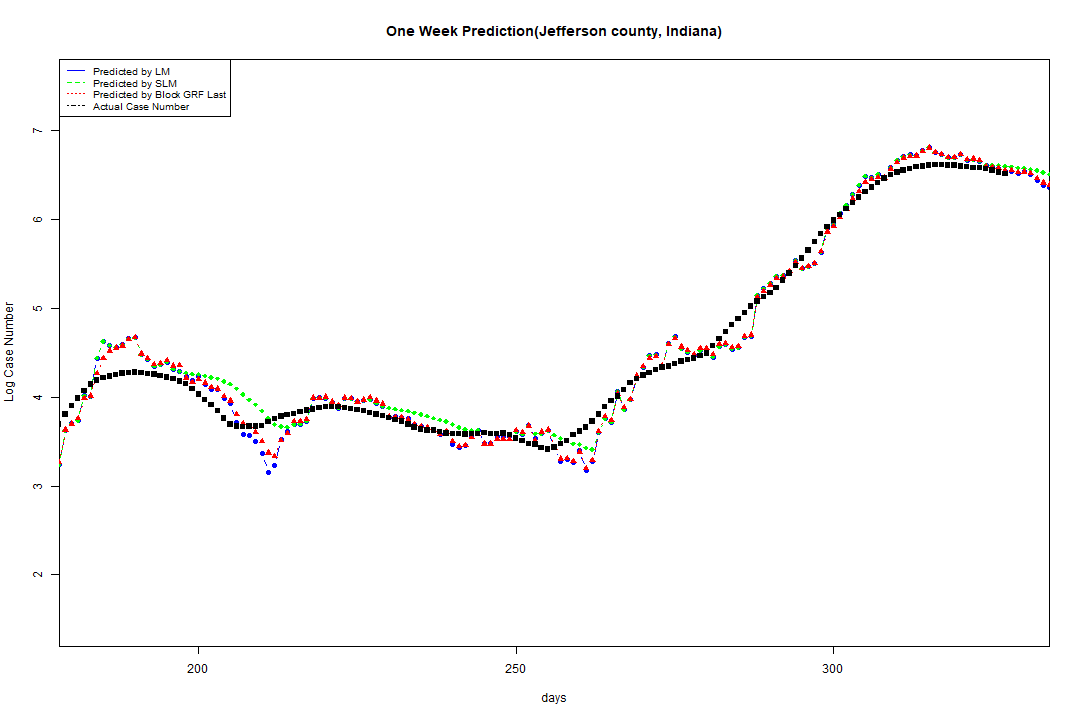 One Week Prediction(Jefferson county, Indiana)
Predicted by LM
Predicted by SLM
Predicted by Block GRF Last
Actual Case Number
7
6
5
4
3
2
Log Case Number
200 250 300
days